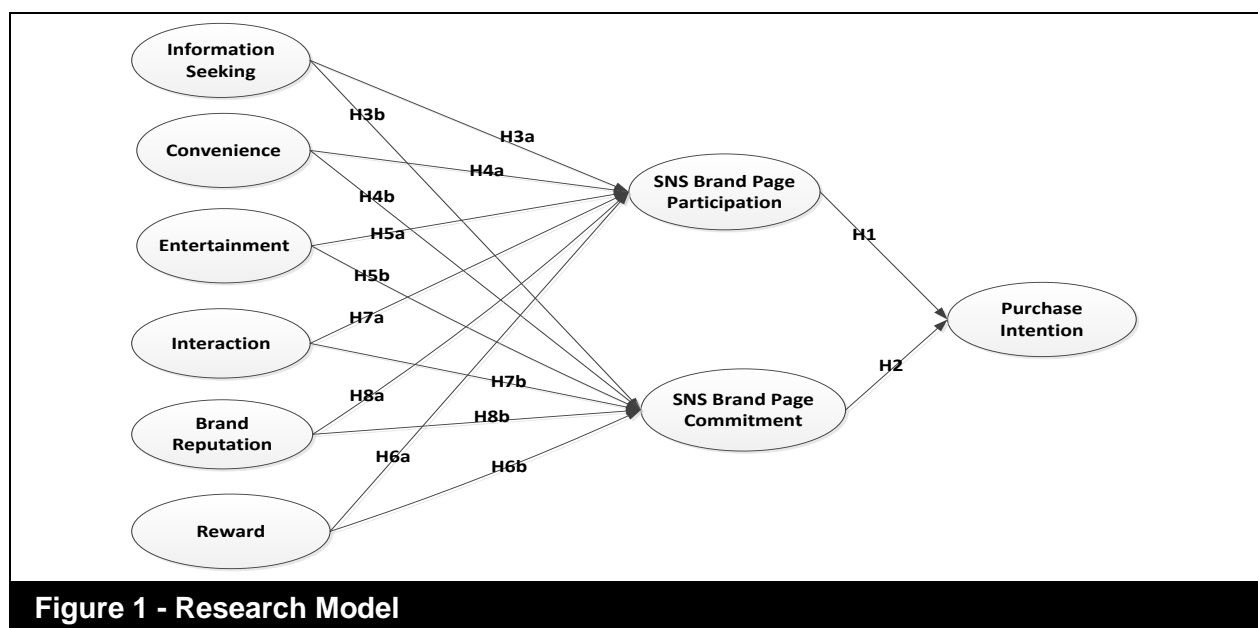 Information
Seeking
H3b
H3a
Convenience
H4a
SNS Brand Page
Participation
H4b
Entertainment
H5a
H1
H5b
Purchase
Intention
Interaction
H7a
H7b
H2
H8a
SNS Brand Page
Commitment
Brand
Reputation
H8b
H6a
H6b
Reward
Figure 1 - Research Model